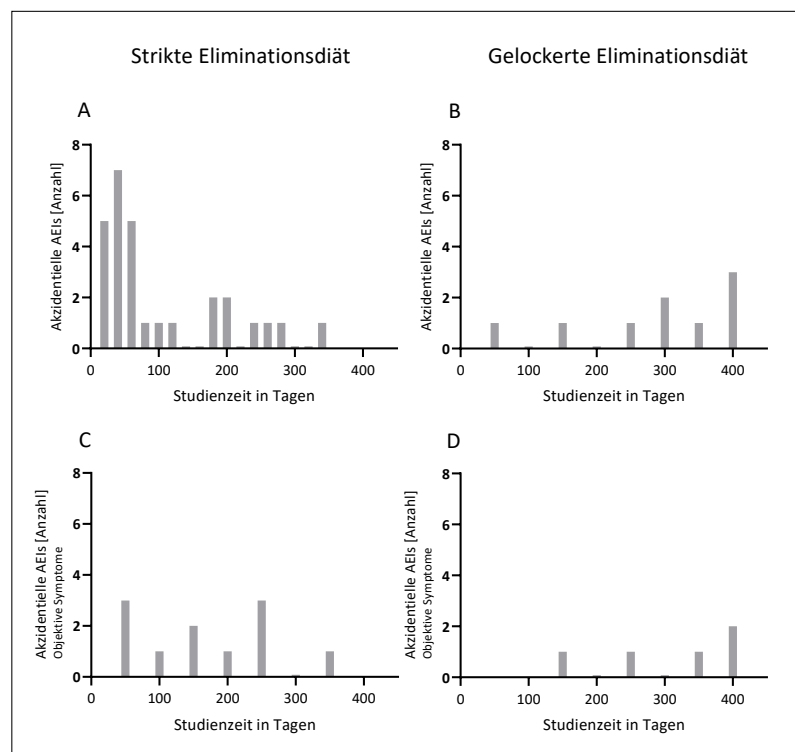 Strikte Eliminationsdiät
Gelockerte Eliminationsdiät
A
Akzidentielle AEIs [Anzahl]
8
6
4
2
0
0 100 200 300 400
Studienzeit in Tagen
B
Akzidentielle AEIs [Anzahl]
8
6
4
2
0
0 100 200 300 400
Studienzeit in Tagen
C
Akzidentielle AEIs [Anzahl]
Objektive Symptome
8
6
4
2
0
0 100 200 300 400
Studienzeit in Tagen
D
Akzidentielle AEIs [Anzahl]
Objektive Symptome
8
6
4
2
0
0 100 200 300 400
Studienzeit in Tagen